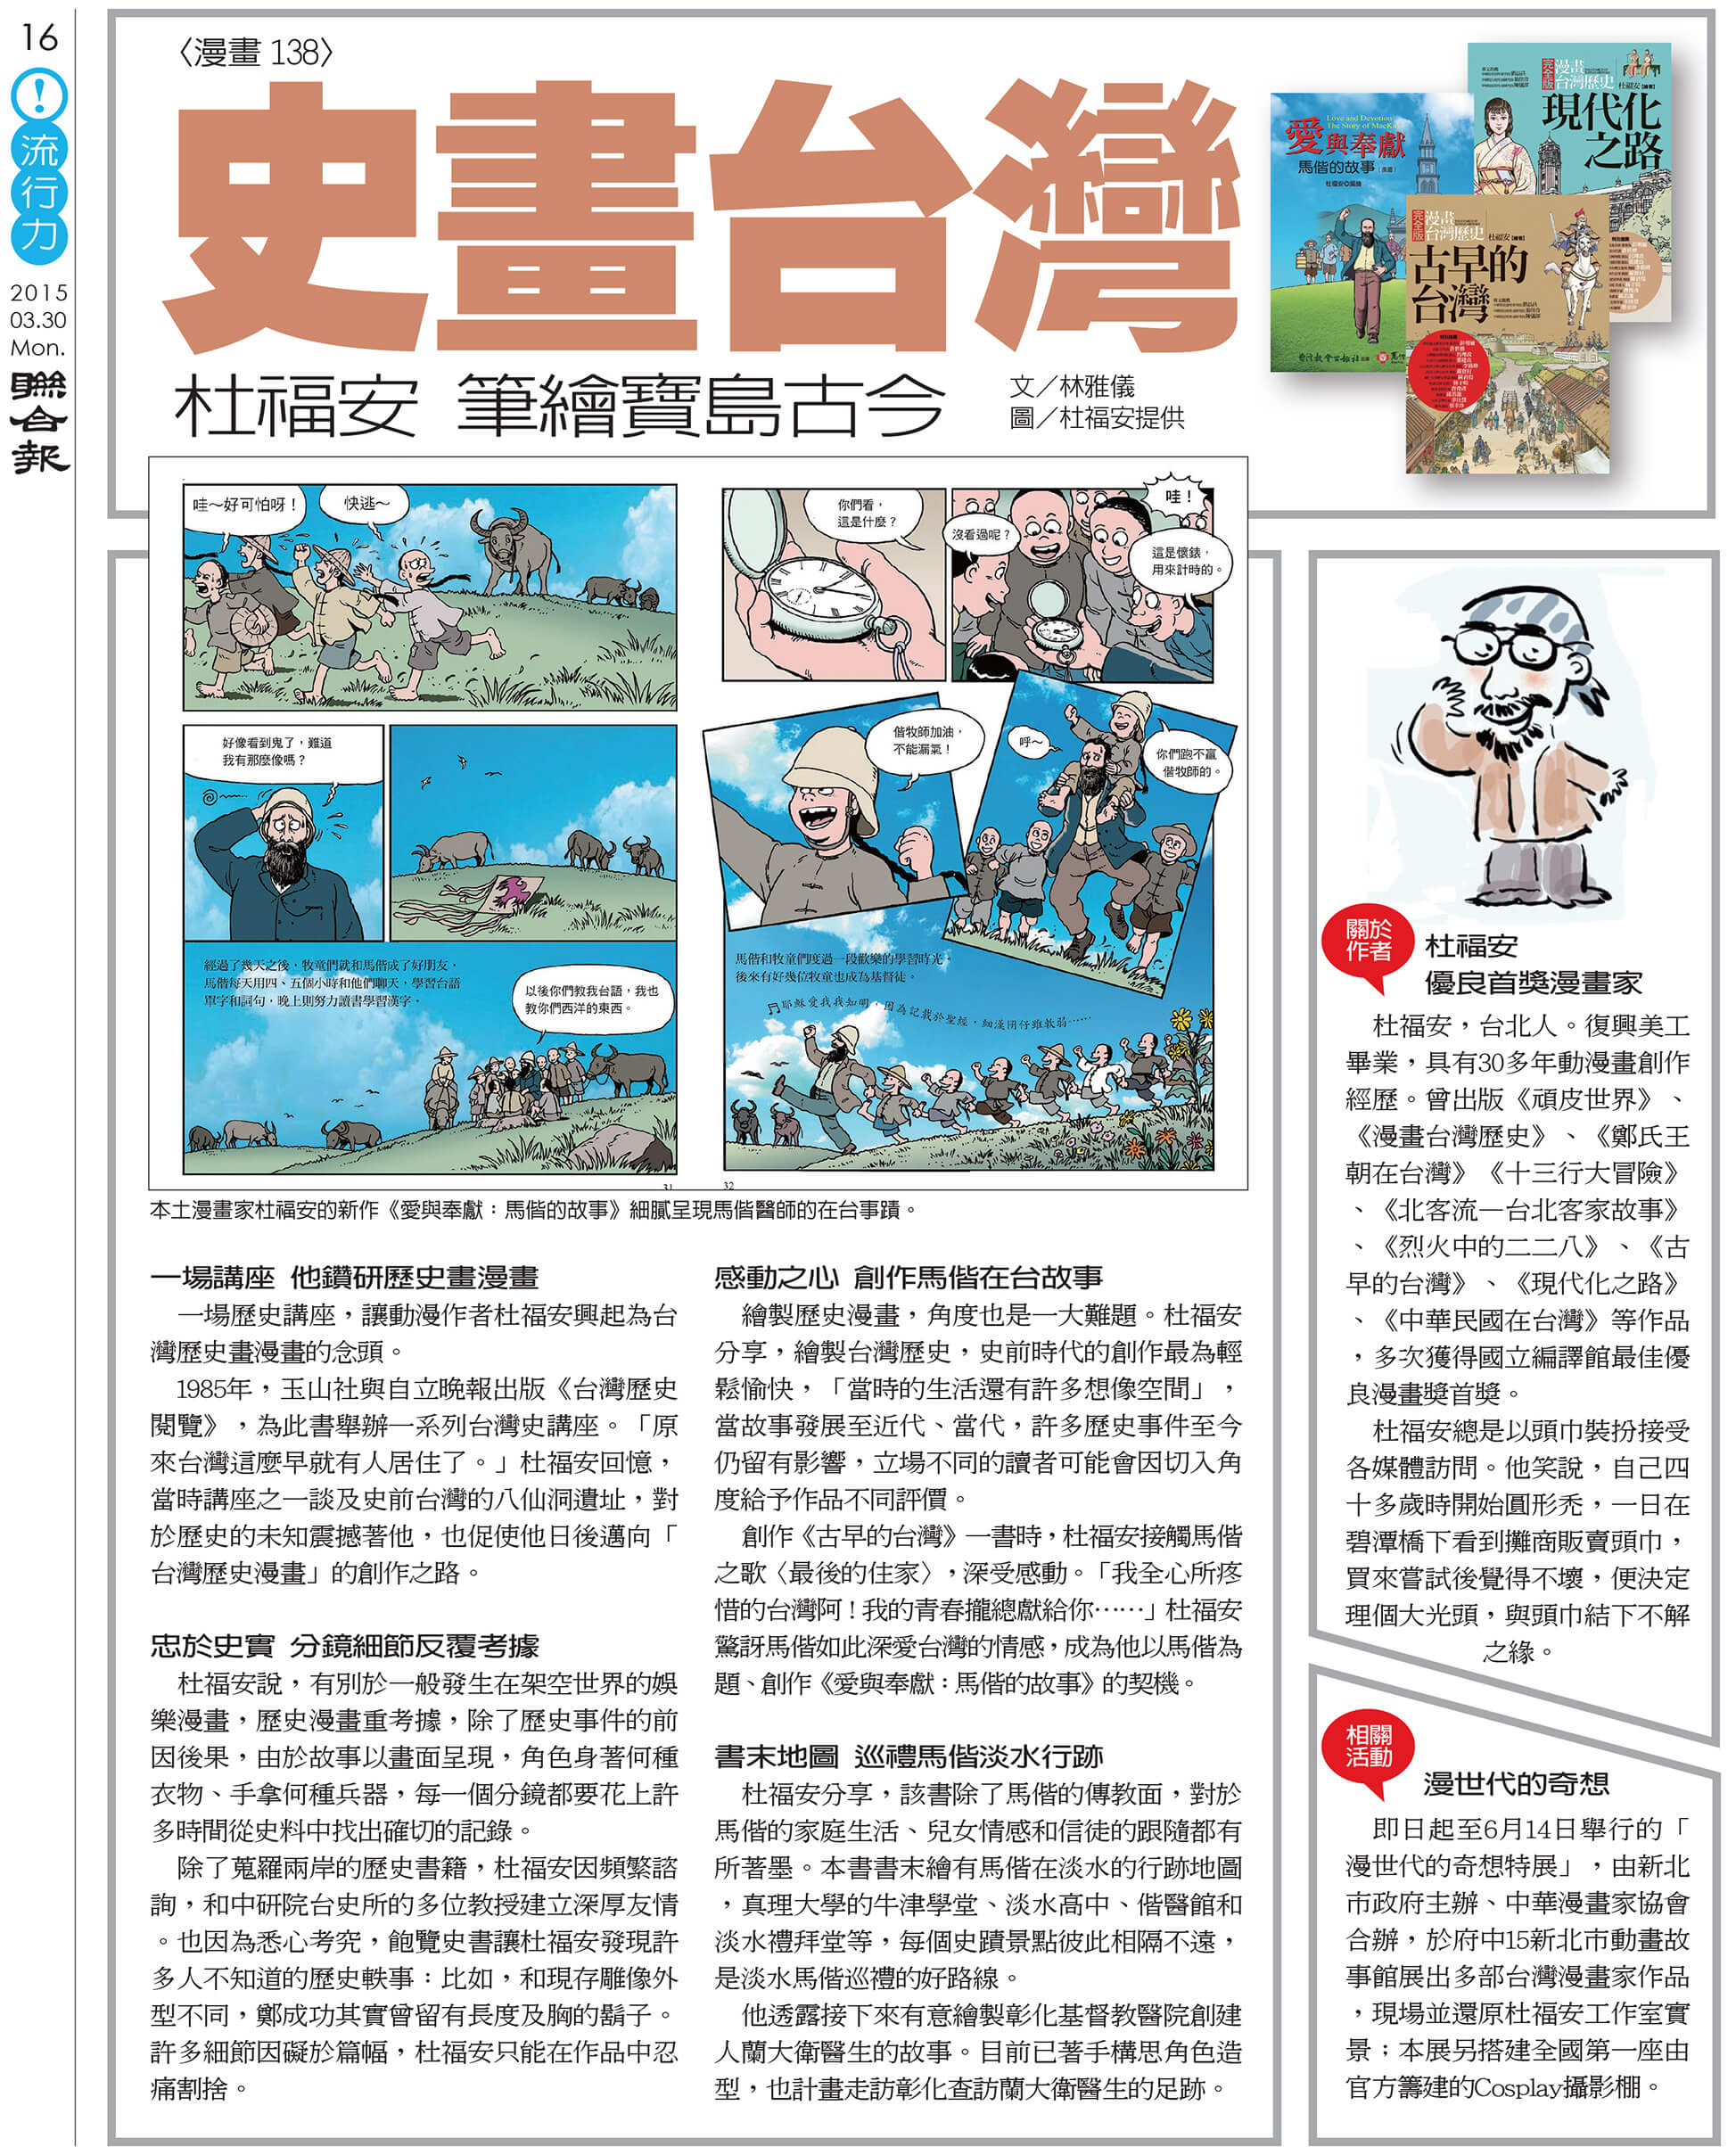 16
!
流行力
2015
03.30
Mon.
聯合報
〈漫畫 138〉
史畫台灣
杜福安 筆繪寶島古今
文／林雅儀
圖／杜福安提供
Love and Devotion
The Story of MacKay
愛與奉獻
馬偕的故事
杜福安
完全版
漫畫
台灣歷史
杜福安
現代化
之路
完全版
漫畫
台灣歷史
杜福安
古早的
台灣
哇～好可怕呀！
快逃～
好像看到鬼了，難道
我有那麼像嗎？
經過了幾天之後，牧童們就和馬偕成了好朋友，
馬偕每天用四、五個小時和他們聊天，學習台語
單字和詞句，晚上則努力讀書學習漢字。
以後你們教我台語，我也
教你們西洋的東西。
31
你們看，
這是什麼？
沒看過呢？
哇！
這是懷錶，
用來計時的。
偕牧師加油，
不能漏氣！
呼～
你們跑不贏
偕牧師的。
馬偕和牧童們度過一段歡樂的學習時光，
後來有好幾位牧童也成為基督徒。
耶穌愛我我知明，因為記載於聖經，細漢囝仔雖軟弱……
32
本土漫畫家杜福安的新作《愛與奉獻：馬偕的故事》細膩呈現馬偕醫師的在台事蹟。
一場講座 他鑽研歷史畫漫畫
一場歷史講座，讓動漫作者杜福安興起為台
灣歷史畫漫畫的念頭。
1985年，玉山社與自立晚報出版《台灣歷史
閱覽》，為此書舉辦一系列台灣史講座。「原
來台灣這麼早就有人居住了。」杜福安回憶，
當時講座之一談及史前台灣的八仙洞遺址，對
於歷史的未知震撼著他，也促使他日後邁向「
台灣歷史漫畫」的創作之路。
忠於史實 分鏡細節反覆考據
杜福安說，有別於一般發生在架空世界的娛
樂漫畫，歷史漫畫重考據，除了歷史事件的前
因後果，由於故事以畫面呈現，角色身著何種
衣物、手拿何種兵器，每一個分鏡都要花上許
多時間從史料中找出確切的記錄。
除了蒐羅兩岸的歷史書籍，杜福安因頻繁諮
詢，和中研院台史所的多位教授建立深厚友情
。也因為悉心考究，飽覽史書讓杜福安發現許
多人不知道的歷史軼事：比如，和現存雕像外
型不同，鄭成功其實曾留有長度及胸的鬍子。
許多細節因礙於篇幅，杜福安只能在作品中忍
痛割捨。
感動之心 創作馬偕在台故事
繪製歷史漫畫，角度也是一大難題。杜福安
分享，繪製台灣歷史，史前時代的創作最為輕
鬆愉快，「當時的生活還有許多想像空間」，
當故事發展至近代、當代，許多歷史事件至今
仍留有影響，立場不同的讀者可能會因切入角
度給予作品不同評價。
創作《古早的台灣》一書時，杜福安接觸馬偕
之歌〈最後的住家〉，深受感動。「我全心所疼
惜的台灣阿！我的青春攏總獻給你……」杜福安
驚訝馬偕如此深愛台灣的情感，成為他以馬偕為
題、創作《愛與奉獻：馬偕的故事》的契機。
書末地圖 巡禮馬偕淡水行跡
杜福安分享，該書除了馬偕的傳教面，對於
馬偕的家庭生活、兒女情感和信徒的跟隨都有
所著墨。本書書末繪有馬偕在淡水的行跡地圖
，真理大學的牛津學堂、淡水高中、偕醫館和
淡水禮拜堂等，每個史蹟景點彼此相隔不遠，
是淡水馬偕巡禮的好路線。
他透露接下來有意繪製彰化基督教醫院創建
人蘭大衛醫生的故事。目前已著手構思角色造
型，也計畫走訪彰化查訪蘭大衛醫生的足跡。
關於
作者
杜福安
優良首獎漫畫家
杜福安，台北人。復興美工
畢業，具有30多年動漫畫創作
經歷。曾出版《頑皮世界》、
《漫畫台灣歷史》、《鄭氏王
朝在台灣》《十三行大冒險》
、《北客流—台北客家故事》
、《烈火中的二二八》、《古
早的台灣》、《現代化之路》
、《中華民國在台灣》等作品
，多次獲得國立編譯館最佳優
良漫畫獎首獎。
杜福安總是以頭巾裝扮接受
各媒體訪問。他笑說，自己四
十多歲時開始圓形禿，一日在
碧潭橋下看到攤商販賣頭巾，
買來嘗試後覺得不壞，便決定
理個大光頭，與頭巾結下不解
之緣。
相關
活動
漫世代的奇想
即日起至6月14日舉行的「
漫世代的奇想特展」，由新北
市政府主辦、中華漫畫家協會
合辦，於府中15新北市動畫故
事館展出多部台灣漫畫家作品
，現場並還原杜福安工作室實
景；本展另搭建全國第一座由
官方籌建的Cosplay攝影棚。